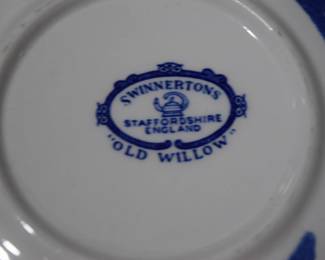 SWINNERTONS
STAFFORDSHIRE
ENGLAND
"OLD WILLOW"